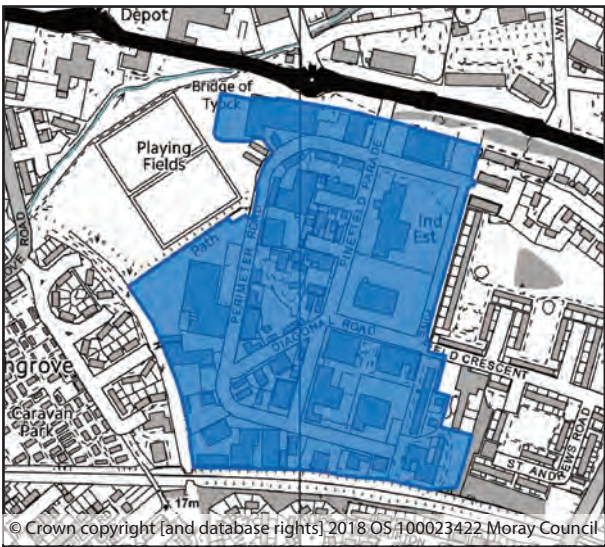 Depot
Bridge of
Tyock
Playing
Fields
Path
PERIMETER ROAD
PINEFIELD PARADE
Ind
Est
DIAGONAL ROAD
CRESCENT
ngrove
Caravan
Park
ST ANDREWS ROAD
17m
© Crown copyright [and database rights] 2018 OS 100023422 Moray Council